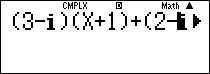 CMPLX D Math ▲
(3-i)(X+1)+(2-i